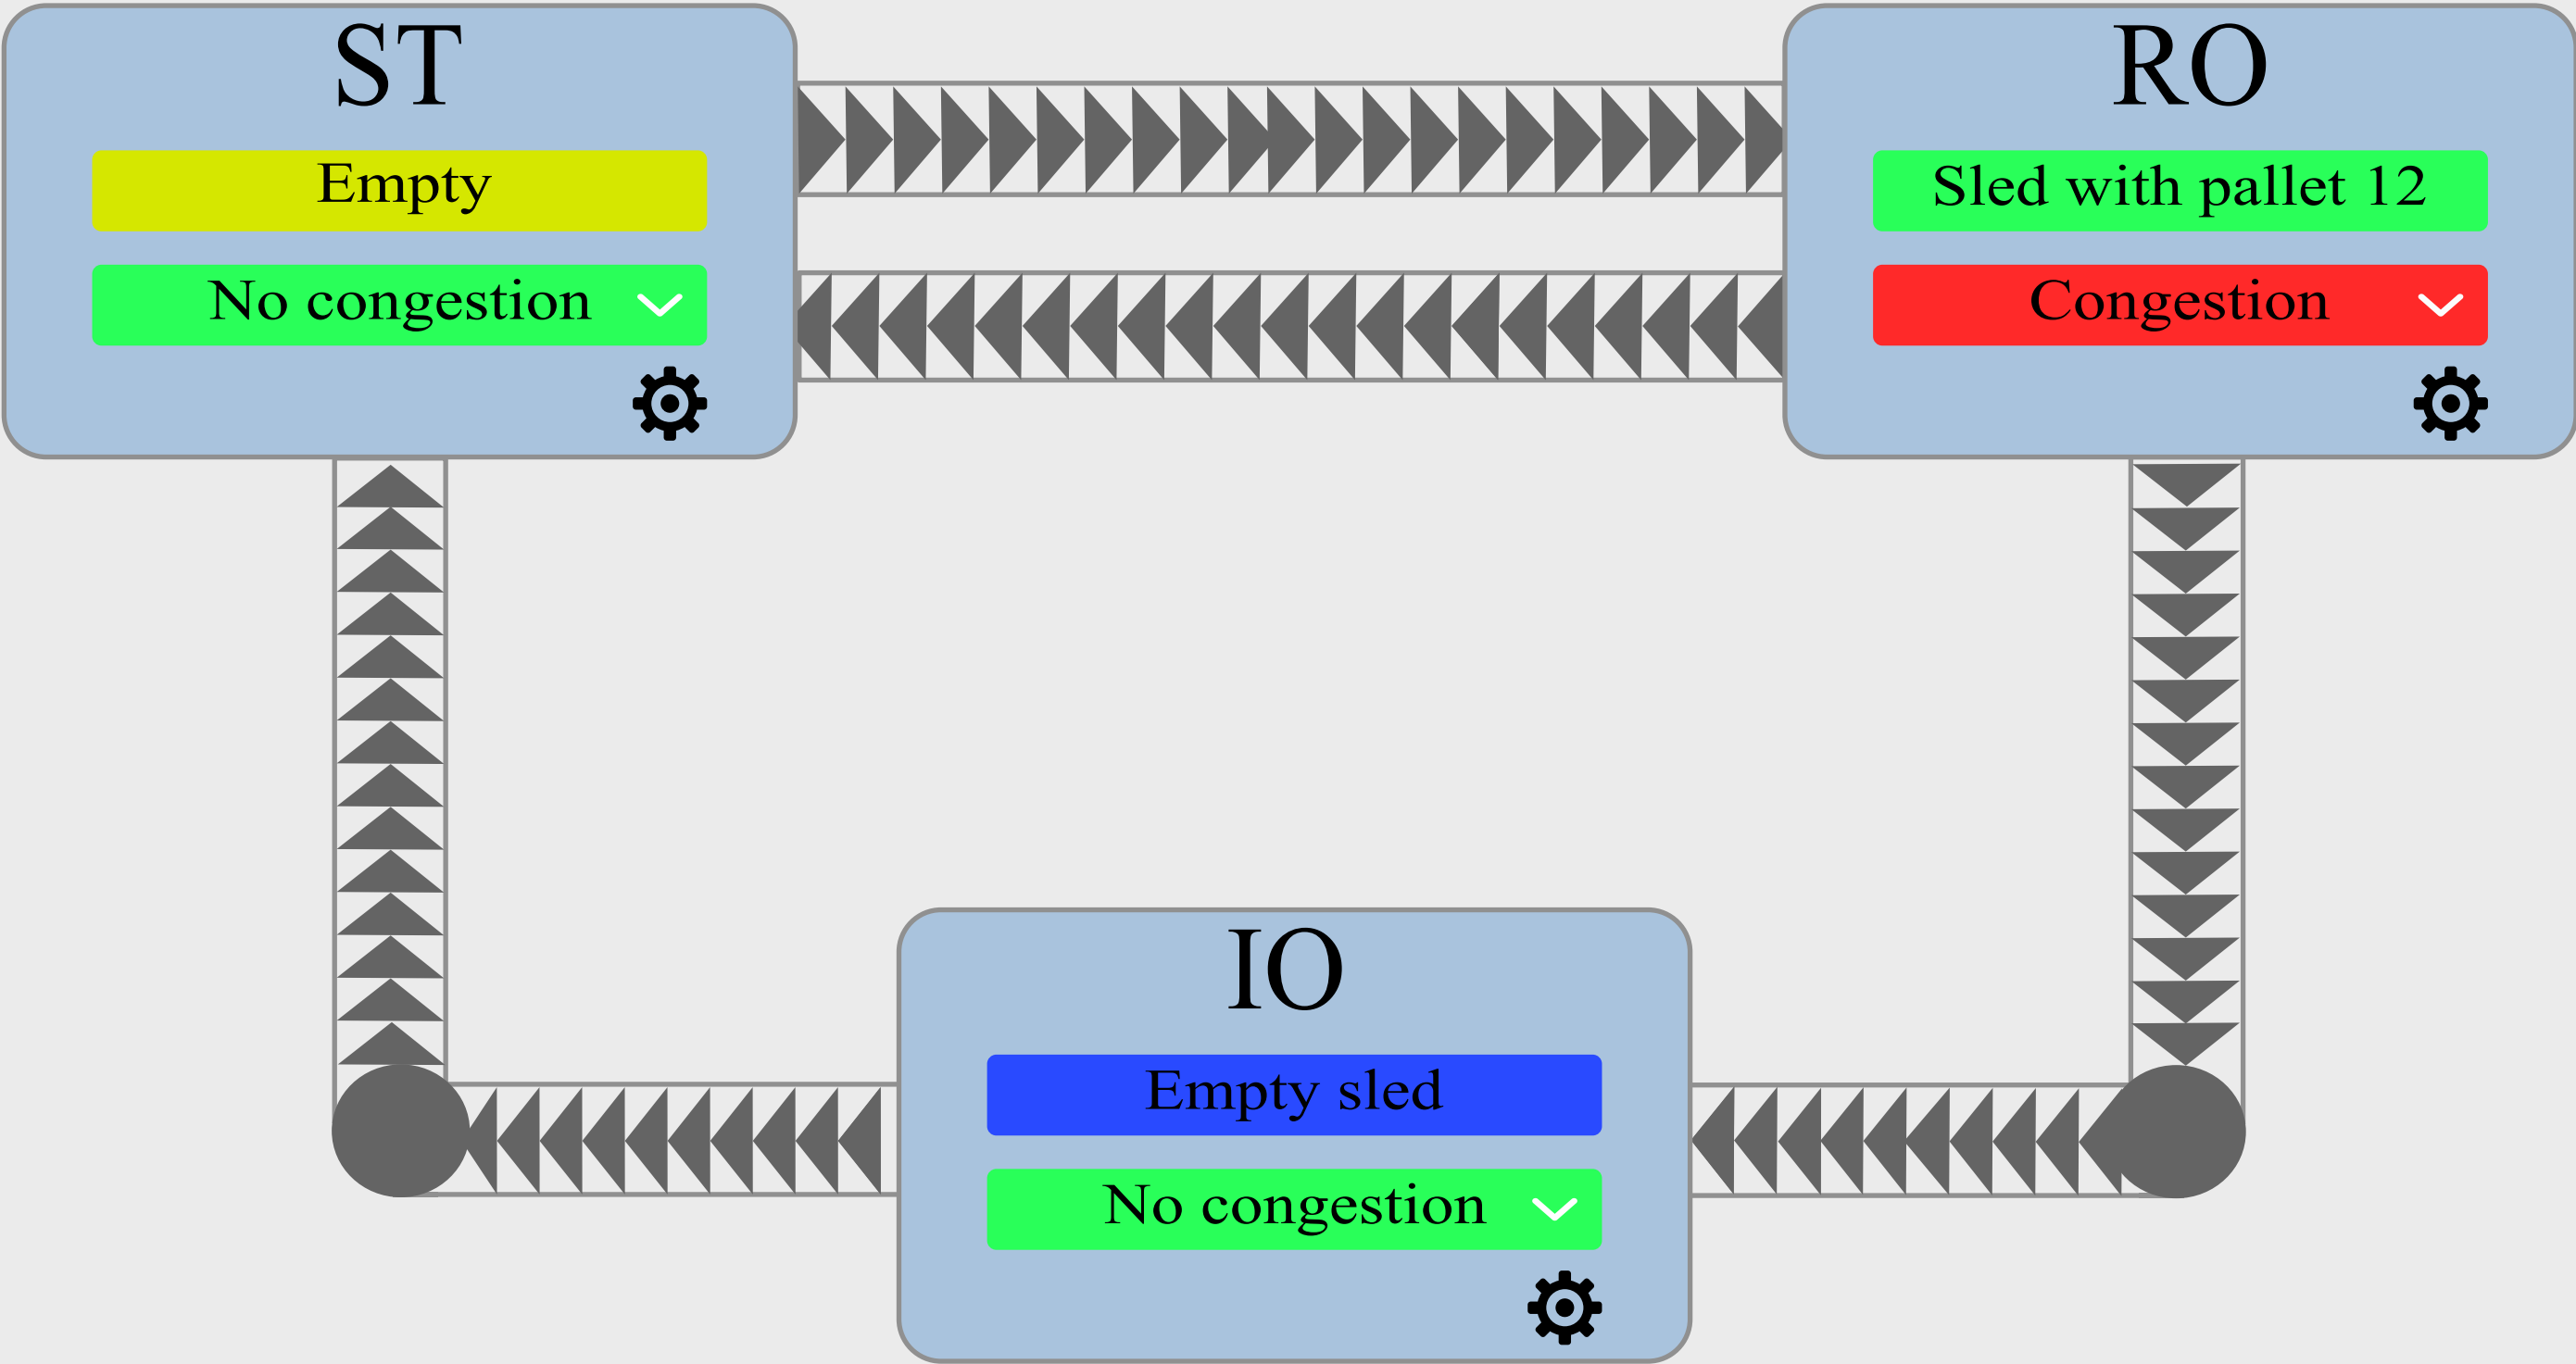 ST
Empty
No congestion
RO
Sled with pallet 12
Congestion
IO
Empty sled
No congestion